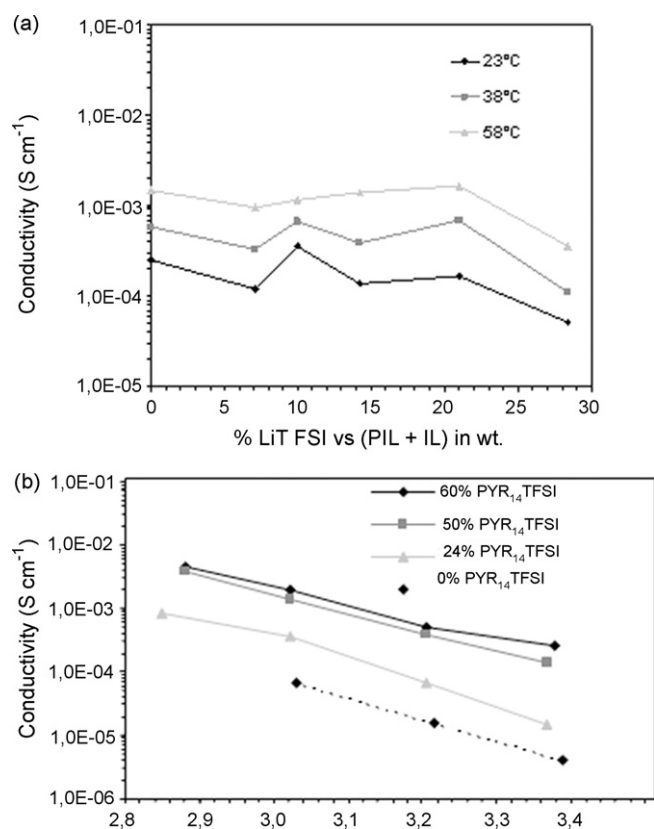 (a)
1,0E-01
1,0E-02
1,0E-03
1,0E-04
1,0E-05
Conductivity (S cm⁻¹)
23°C
38°C
58°C
0 5 10 15 20 25 30
% LiT FSI vs (PIL + IL) in wt.
(b)
1,0E-01
1,0E-02
1,0E-03
1,0E-04
1,0E-05
1,0E-06
Conductivity (S cm⁻¹)
60% PYR₁₄TFSI
50% PYR₁₄TFSI
24% PYR₁₄TFSI
0% PYR₁₄TFSI
2,8 2,9 3,0 3,1 3,2 3,3 3,4